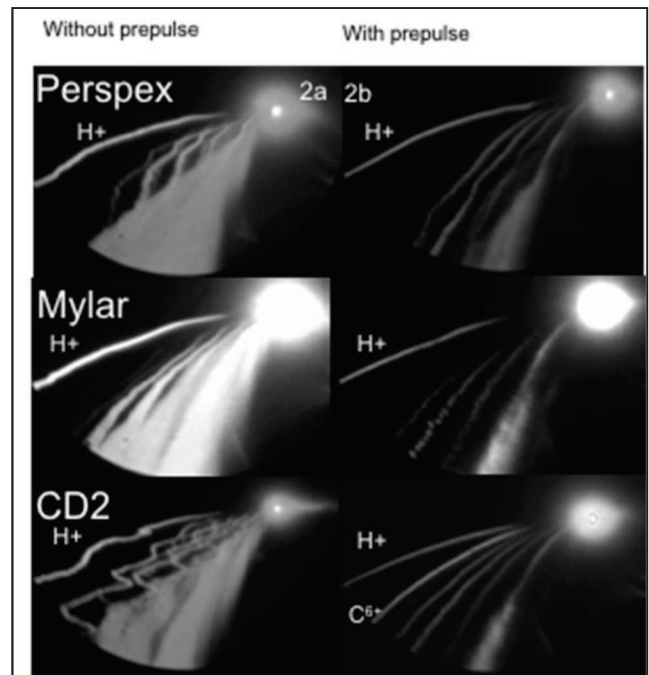 Without prepulse
With prepulse
Perspex
2a
2b
H+
H+
Mylar
H+
H+
CD2
H+
H+
C6+